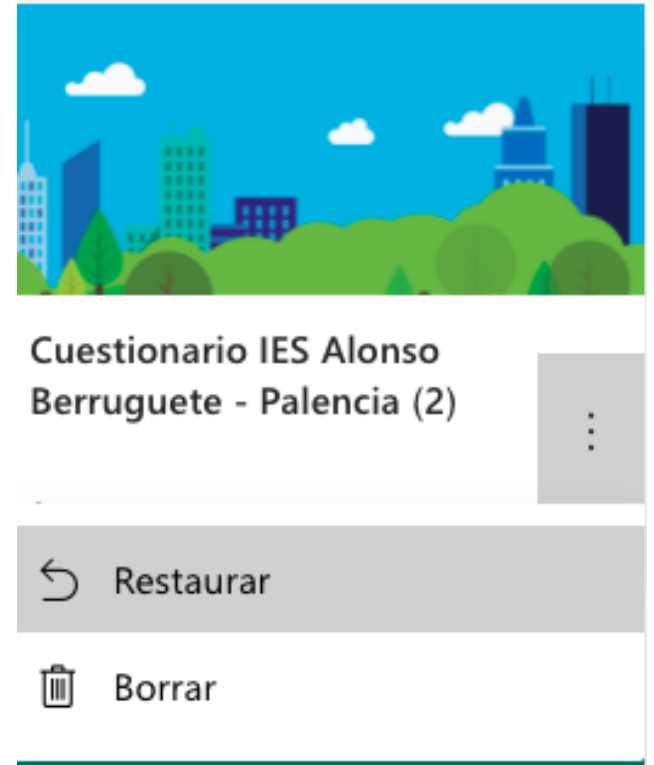 Cuestionario IES Alonso
Berruguete - Palencia (2)
Restaurar
Borrar